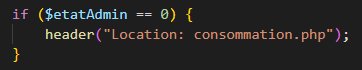 if ($etatAdmin == 0) {
    header("Location: consommation.php");
}